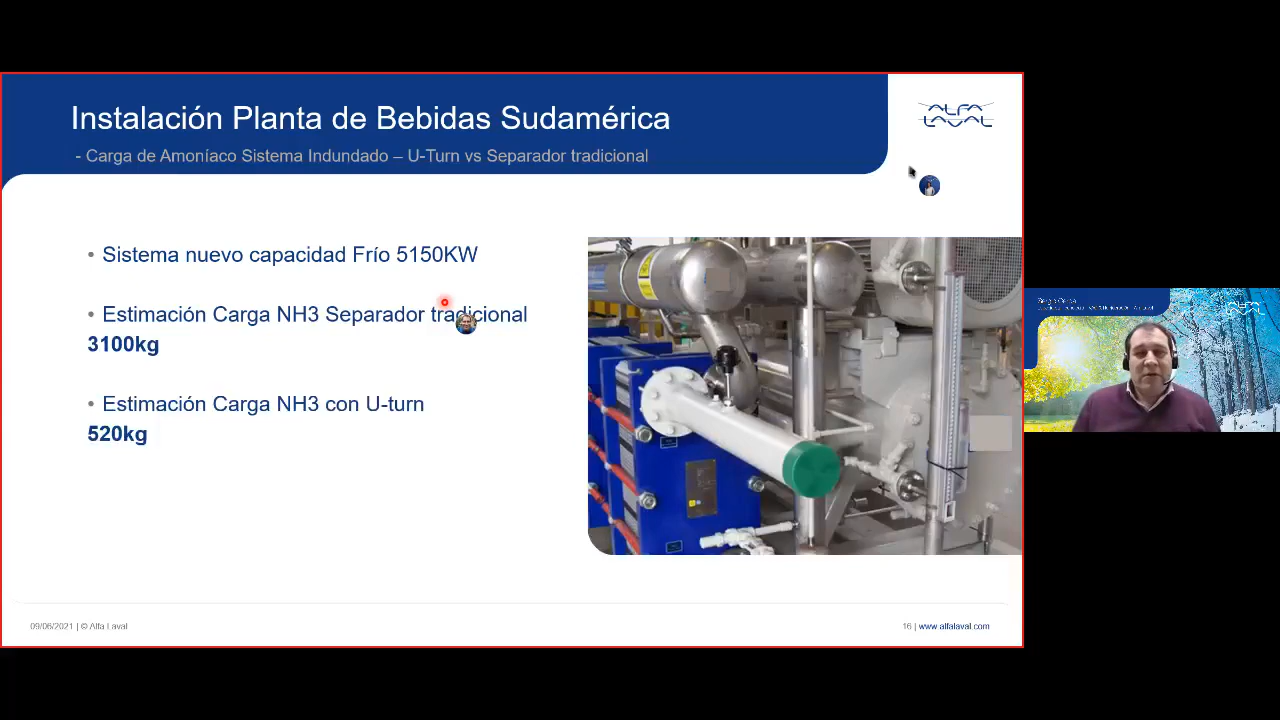 Instalación Planta de Bebidas Sudamérica
- Carga de Amoníaco Sistema Indundado – U-Turn vs Separador tradicional
ALFA
LAVAL
• Sistema nuevo capacidad Frío 5150KW
• Estimación Carga NH3 Separador tradicional
3100kg
• Estimación Carga NH3 con U-turn
520kg
09/06/2021 | © Alfa Laval
16 | www.alfalaval.com